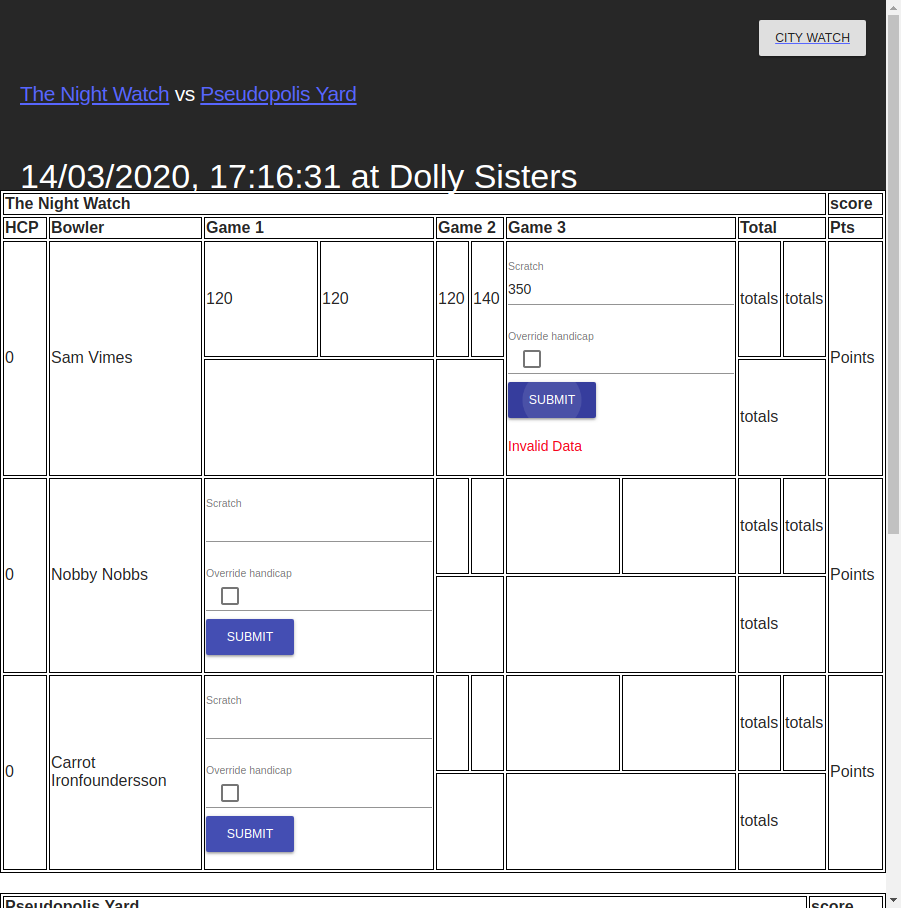 CITY WATCH
The Night Watch vs Pseudopolis Yard
14/03/2020, 17:16:31 at Dolly Sisters
The Night Watch score
HCP Bowler Game 1 Game 2 Game 3 Total Pts
Scratch
350
120 120 120 140 totals totals
Override handicap
0 Sam Vimes Points
SUBMIT
totals
Invalid Data
Scratch
totals totals
Override handicap
0 Nobby Nobbs Points
totals
SUBMIT
Scratch
totals totals
Carrot
Override handicap
0 Points
Ironfoundersson
totals
SUBMIT
Pseudopolis Yard score